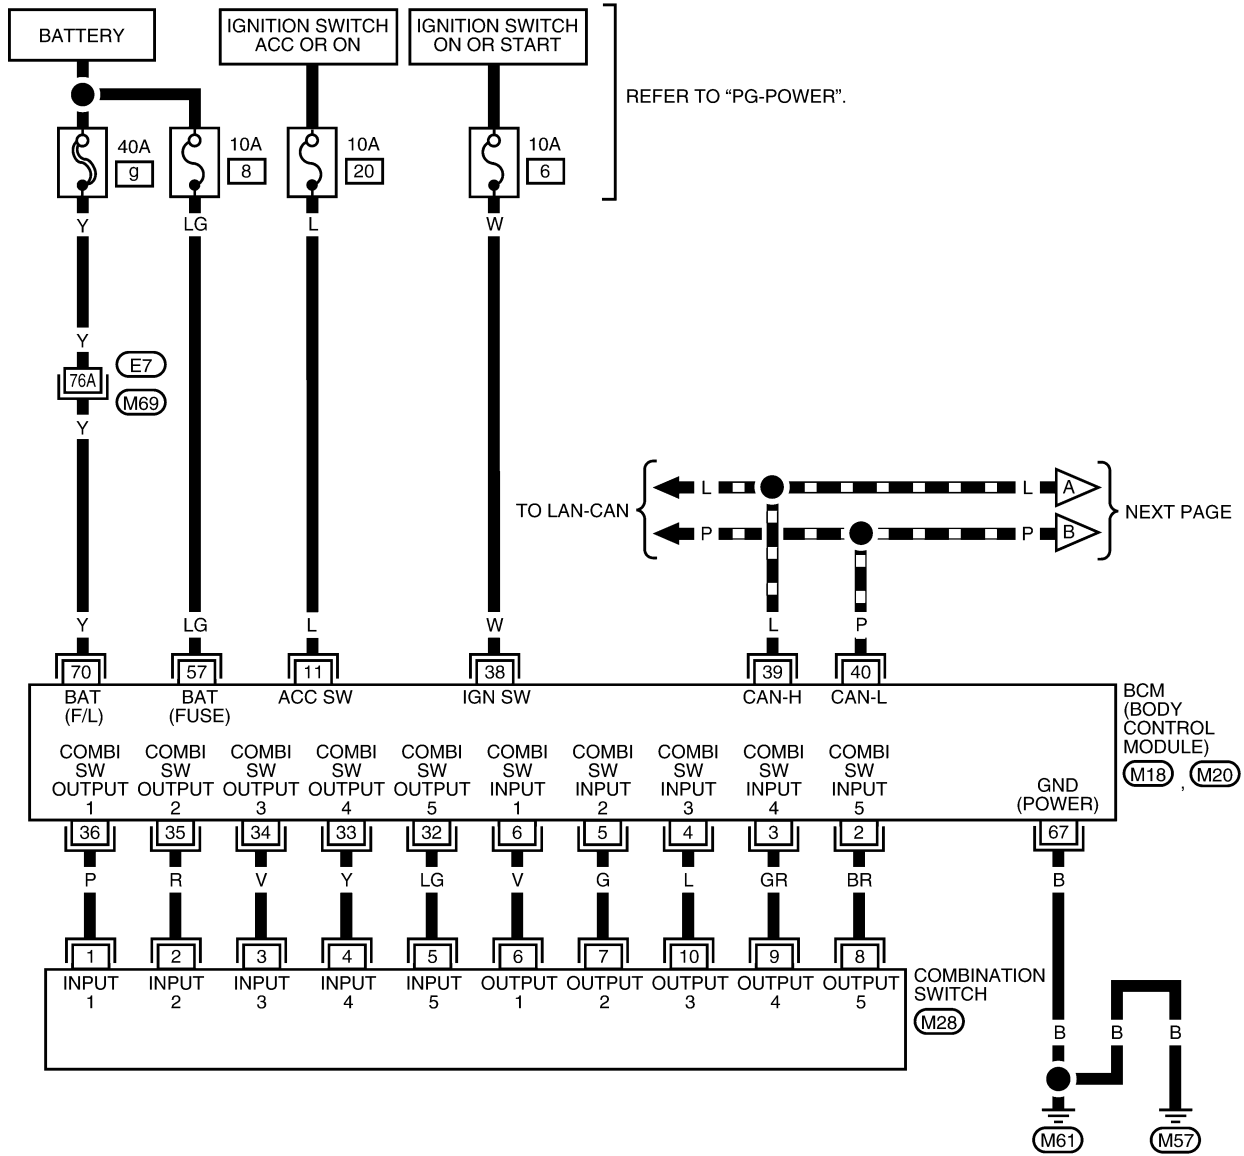 BATTERY
IGNITION SWITCH
ACC OR ON
IGNITION SWITCH
ON OR START
REFER TO “PG-POWER”.
40A
g
10A
8
10A
20
10A
6
Y
LG
L
W
Y
76A
E7
M69
Y
TO LAN-CAN
L
L
A
P
P
B
NEXT PAGE
Y
LG
L
W
L
P
70
57
11
38
39
40
BAT
(F/L)
BAT
(FUSE)
ACC SW
IGN SW
CAN-H
CAN-L
BCM
(BODY
CONTROL
MODULE)
M18 , M20
COMBI
SW
OUTPUT
1
COMBI
SW
OUTPUT
2
COMBI
SW
OUTPUT
3
COMBI
SW
OUTPUT
4
COMBI
SW
OUTPUT
5
COMBI
SW
INPUT
1
COMBI
SW
INPUT
2
COMBI
SW
INPUT
3
COMBI
SW
INPUT
4
COMBI
SW
INPUT
5
GND
(POWER)
36
35
34
33
32
6
5
4
3
2
67
P
R
V
Y
LG
V
G
L
GR
BR
B
1
2
3
4
5
6
7
10
9
8
INPUT
1
INPUT
2
INPUT
3
INPUT
4
INPUT
5
OUTPUT
1
OUTPUT
2
OUTPUT
3
OUTPUT
4
OUTPUT
5
COMBINATION
SWITCH
M28
B
B
B
M61
M57